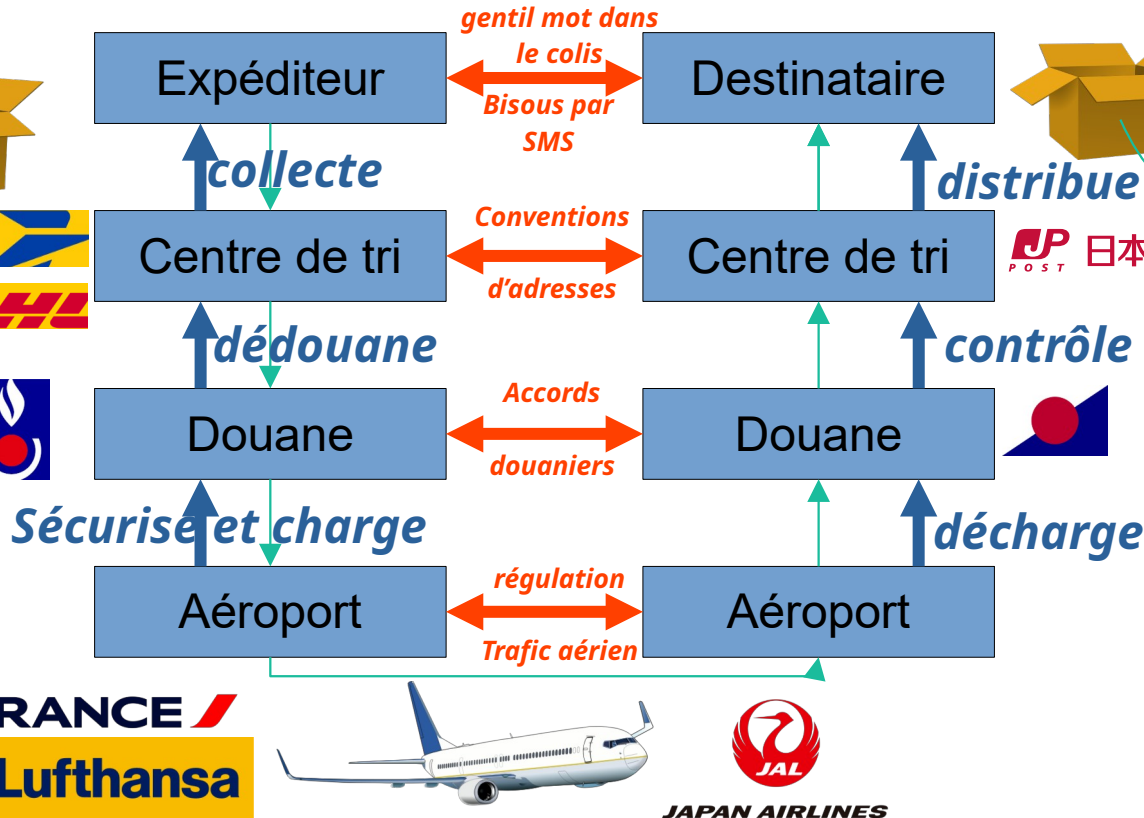 gentil mot dans
le colis
Expéditeur
Destinataire
Bisous par
SMS
collecte
distribue
Conventions
Centre de tri
Centre de tri
d’adresses
JP
POST
日本
dédouane
contrôle
Accords
Douane
Douane
douaniers
Sécurise et charge
décharge
régulation
Aéroport
Aéroport
Trafic aérien
RANCE
Lufthansa
JAL
JAPAN AIRLINES